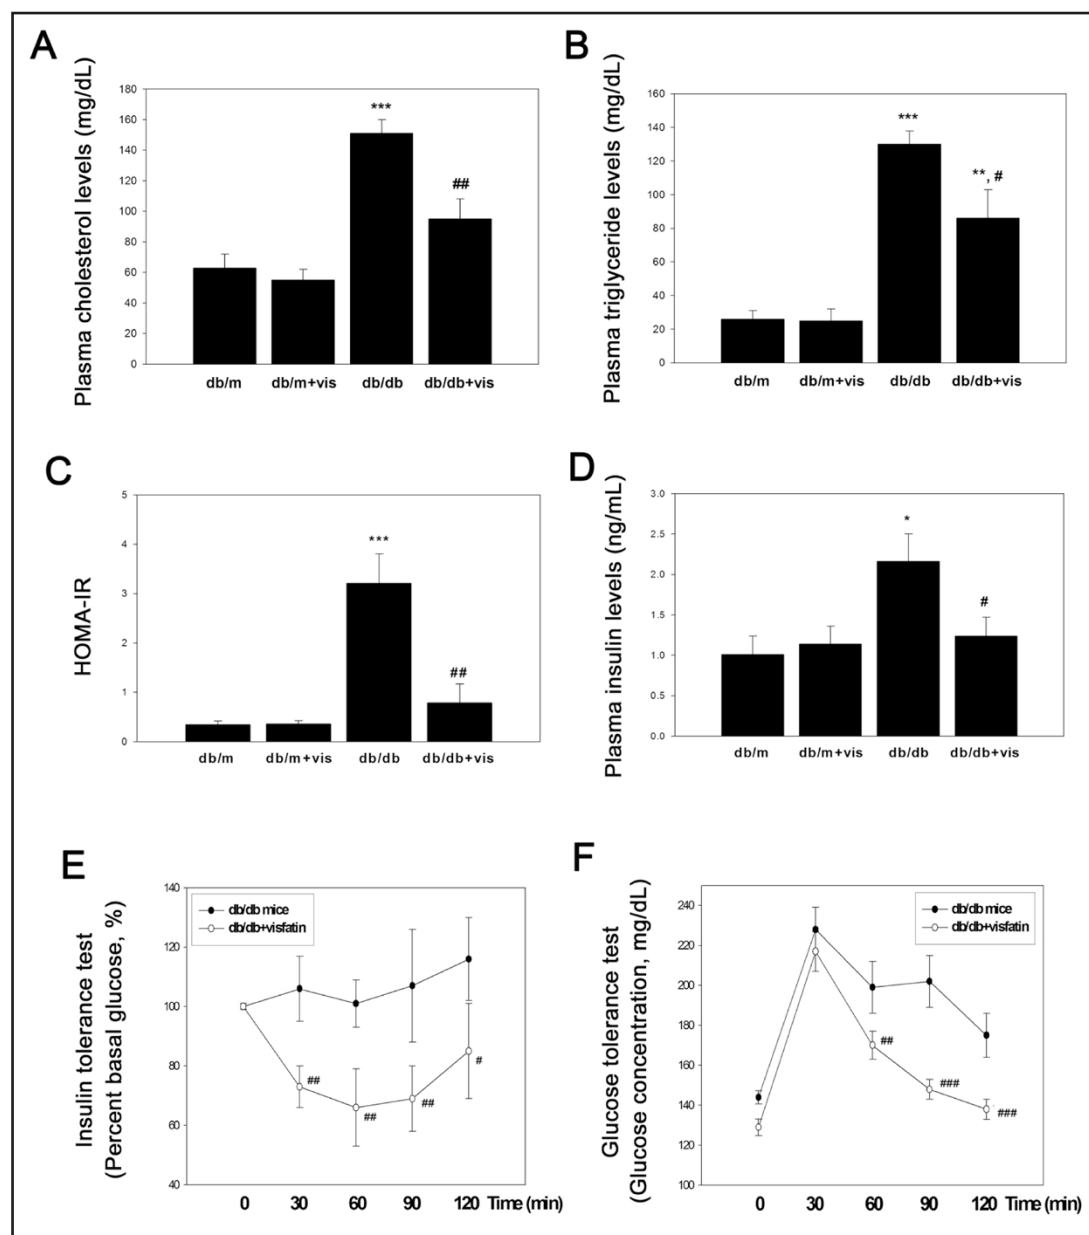 A
Plasma cholesterol levels (mg/dL)
180
160
140
120
100
80
60
40
20
0
***
##
db/m db/m+vis db/db db/db+vis
B
Plasma triglyceride levels (mg/dL)
160
140
120
100
80
60
40
20
0
***
**, #
db/m db/m+vis db/db db/db+vis
C
HOMA-IR
5
4
3
2
1
0
***
##
db/m db/m+vis db/db db/db+vis
D
Plasma insulin levels (ng/mL)
3.0
2.5
2.0
1.5
1.0
0.5
0.0
*
#
db/m db/m+vis db/db db/db+vis
E
Insulin tolerance test
(Percent basal glucose, %)
140
120
100
80
60
40
db/db mice
db/db+visfatin
##
##
##
#
0 30 60 90 120 Time (min)
F
Glucose tolerance test
(Glucose concentration, mg/dL)
240
220
200
180
160
140
120
100
db/db mice
db/db+visfatin
##
###
###
0 30 60 90 120 Time (min)